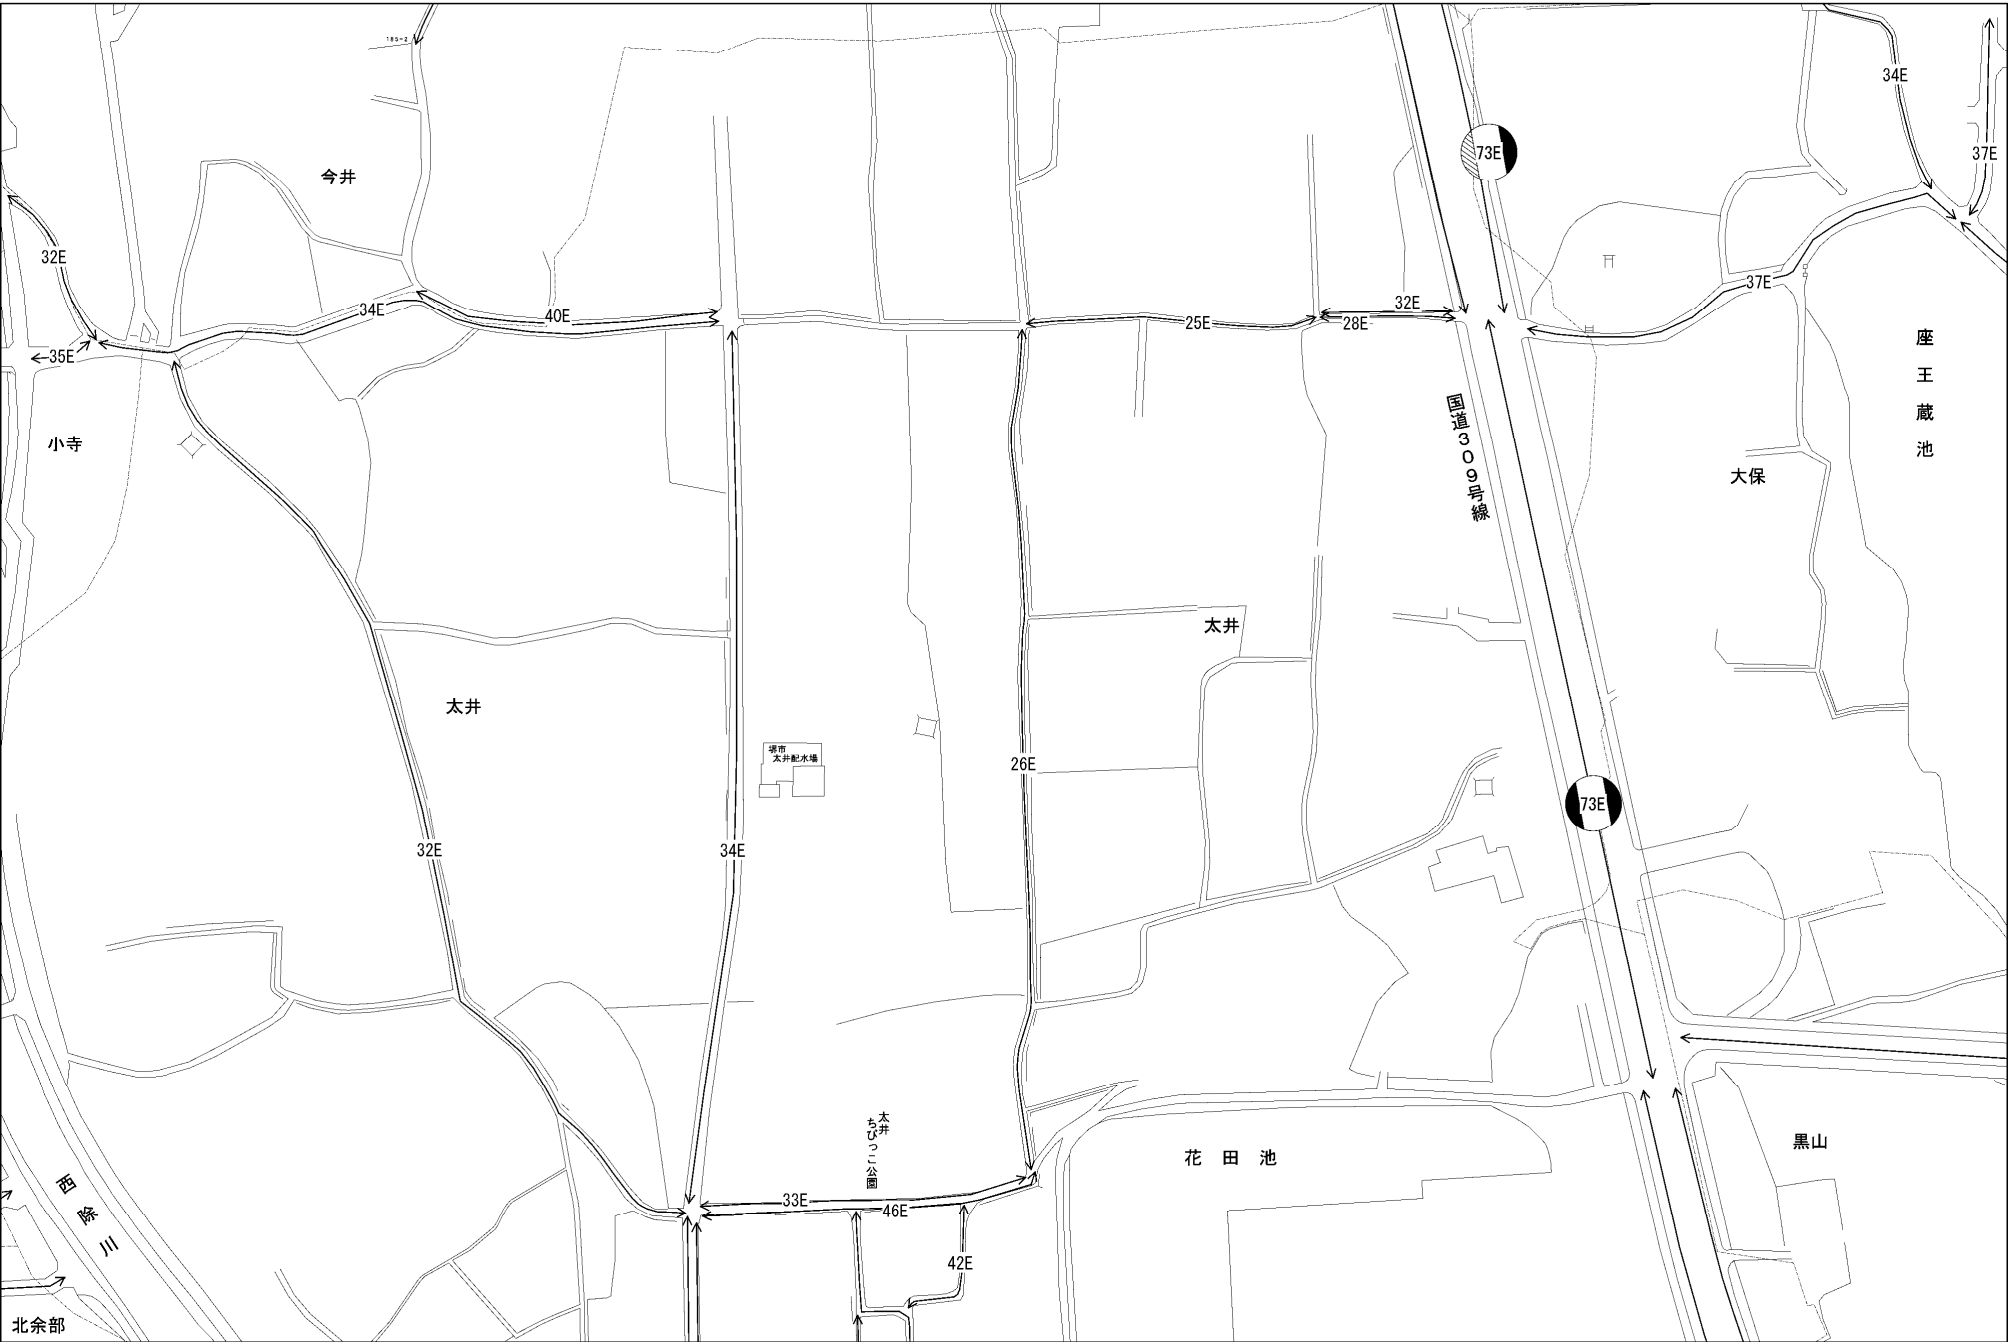 185-2
34E
73E
37E
今井
32E
32E
37E
34E
40E
25E
28E
座王蔵池
35E
国道309号線
小寺
大保
太井
太井
堺市
太井配水場
26E
73E
32E
34E
太井
ちびっこ公園
黒山
花田池
西除川
33E
46E
42E
北余部